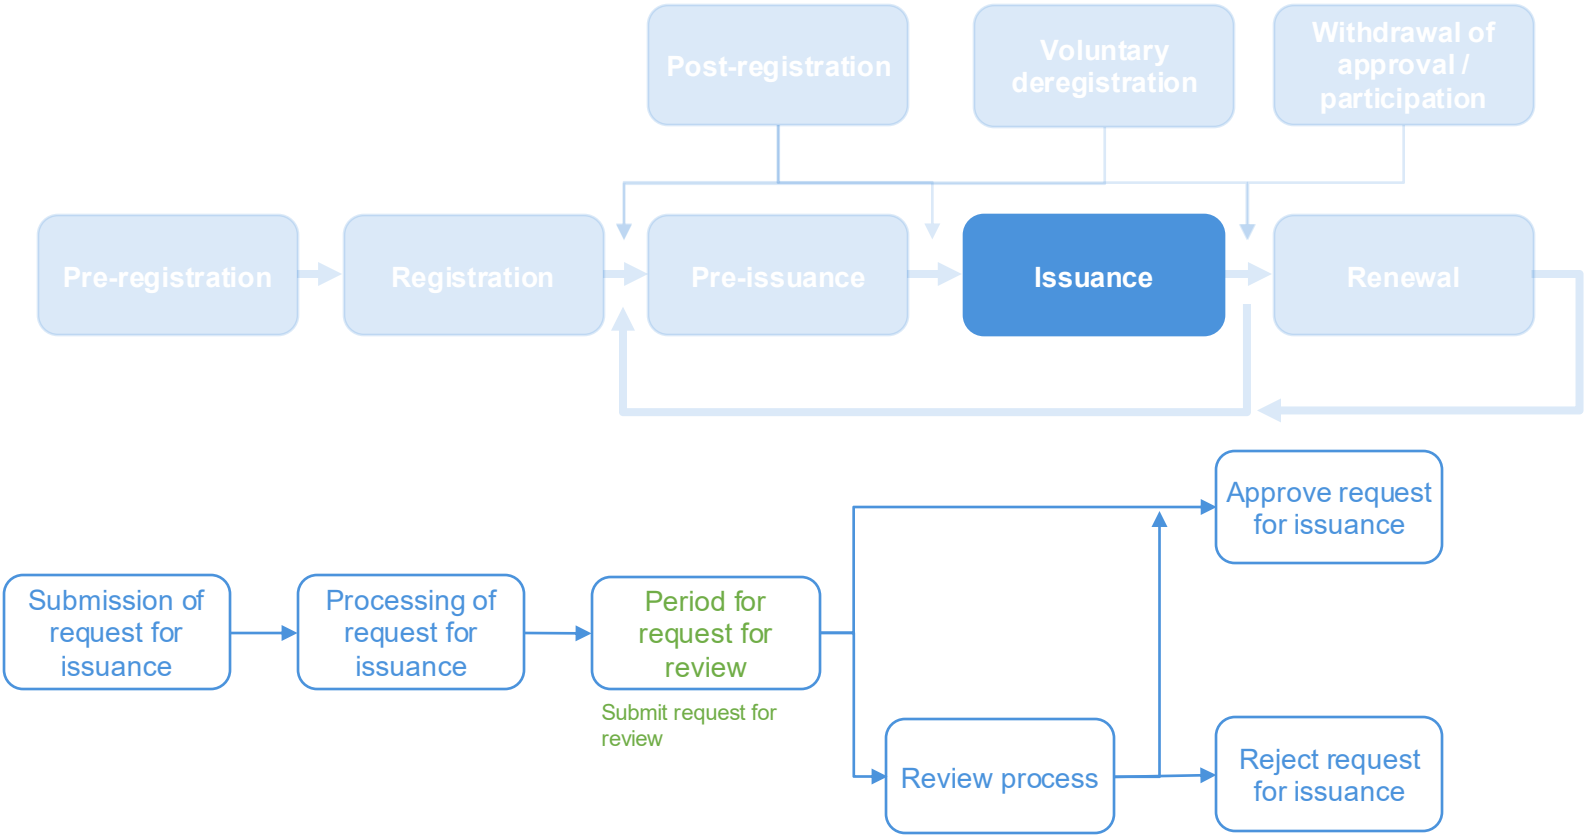 Post-registration
Voluntary
deregistration
Withdrawal of
approval /
participation
Pre-registration
Registration
Pre-issuance
Issuance
Renewal
Approve request
for issuance
Submission of
request for
issuance
Processing of
request for
issuance
Period for
request for
review
Submit request for
review
Review process
Reject request
for issuance